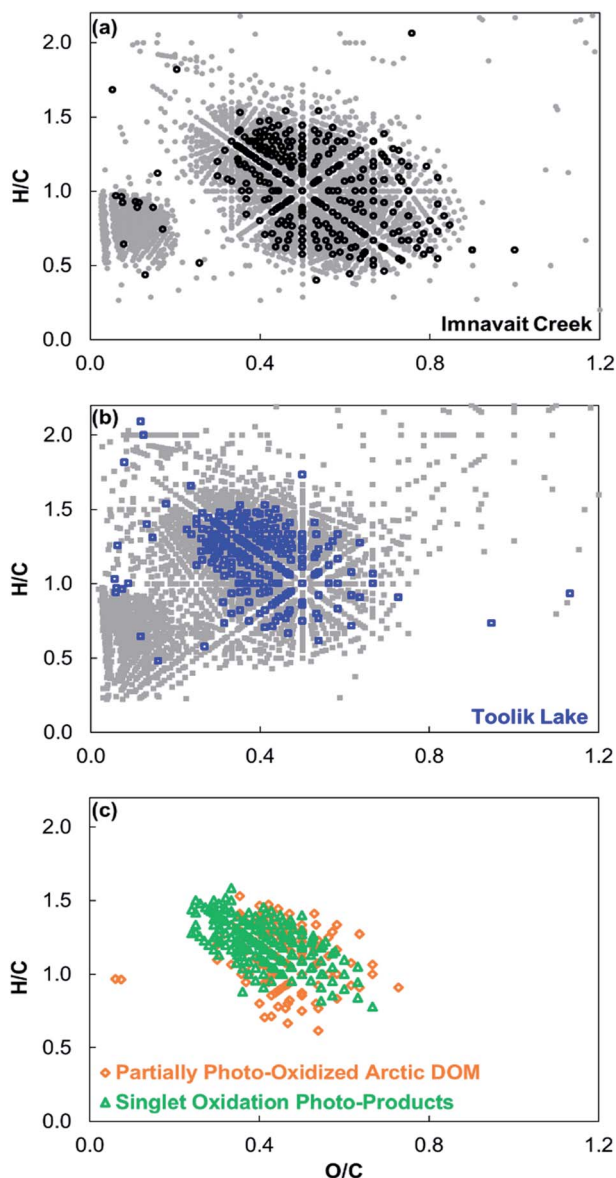 (a)
2.0
1.5
H/C
1.0
0.5
Imnavait Creek
0.0
0.0 0.4 0.8 1.2
(b)
2.0
1.5
H/C
1.0
0.5
Toolik Lake
0.0
0.0 0.4 0.8 1.2
(c)
2.0
1.5
H/C
1.0
0.5
Partially Photo-Oxidized Arctic DOM
Singlet Oxidation Photo-Products
0.0
0.0 0.4 0.8 1.2
O/C